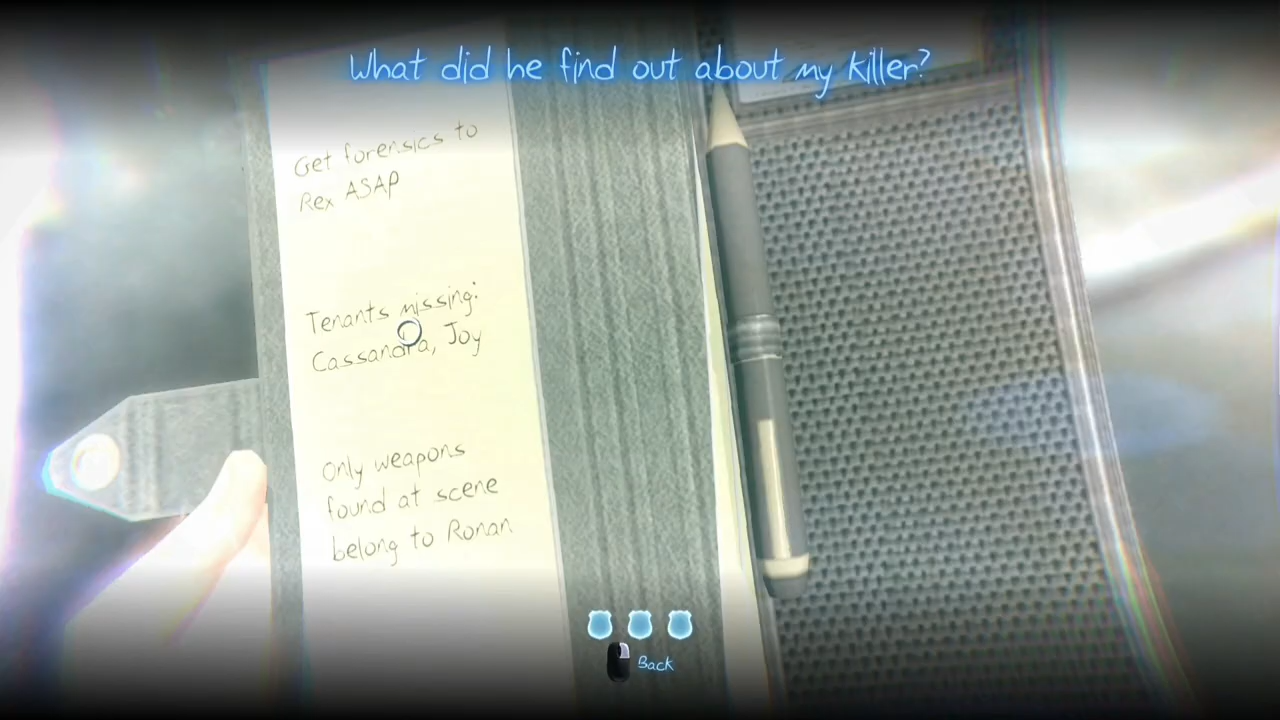 What did he find out about my killer?
Get forensics to
Rex ASAP
Tenants missing:
Cassandra, Joy
Only weapons
found at scene
belong to Ronan
Back